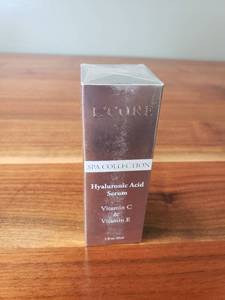 L'CORE
SPA COLLECTION
Hyaluronic Acid
Serum
Vitamin C
&
Vitamin E